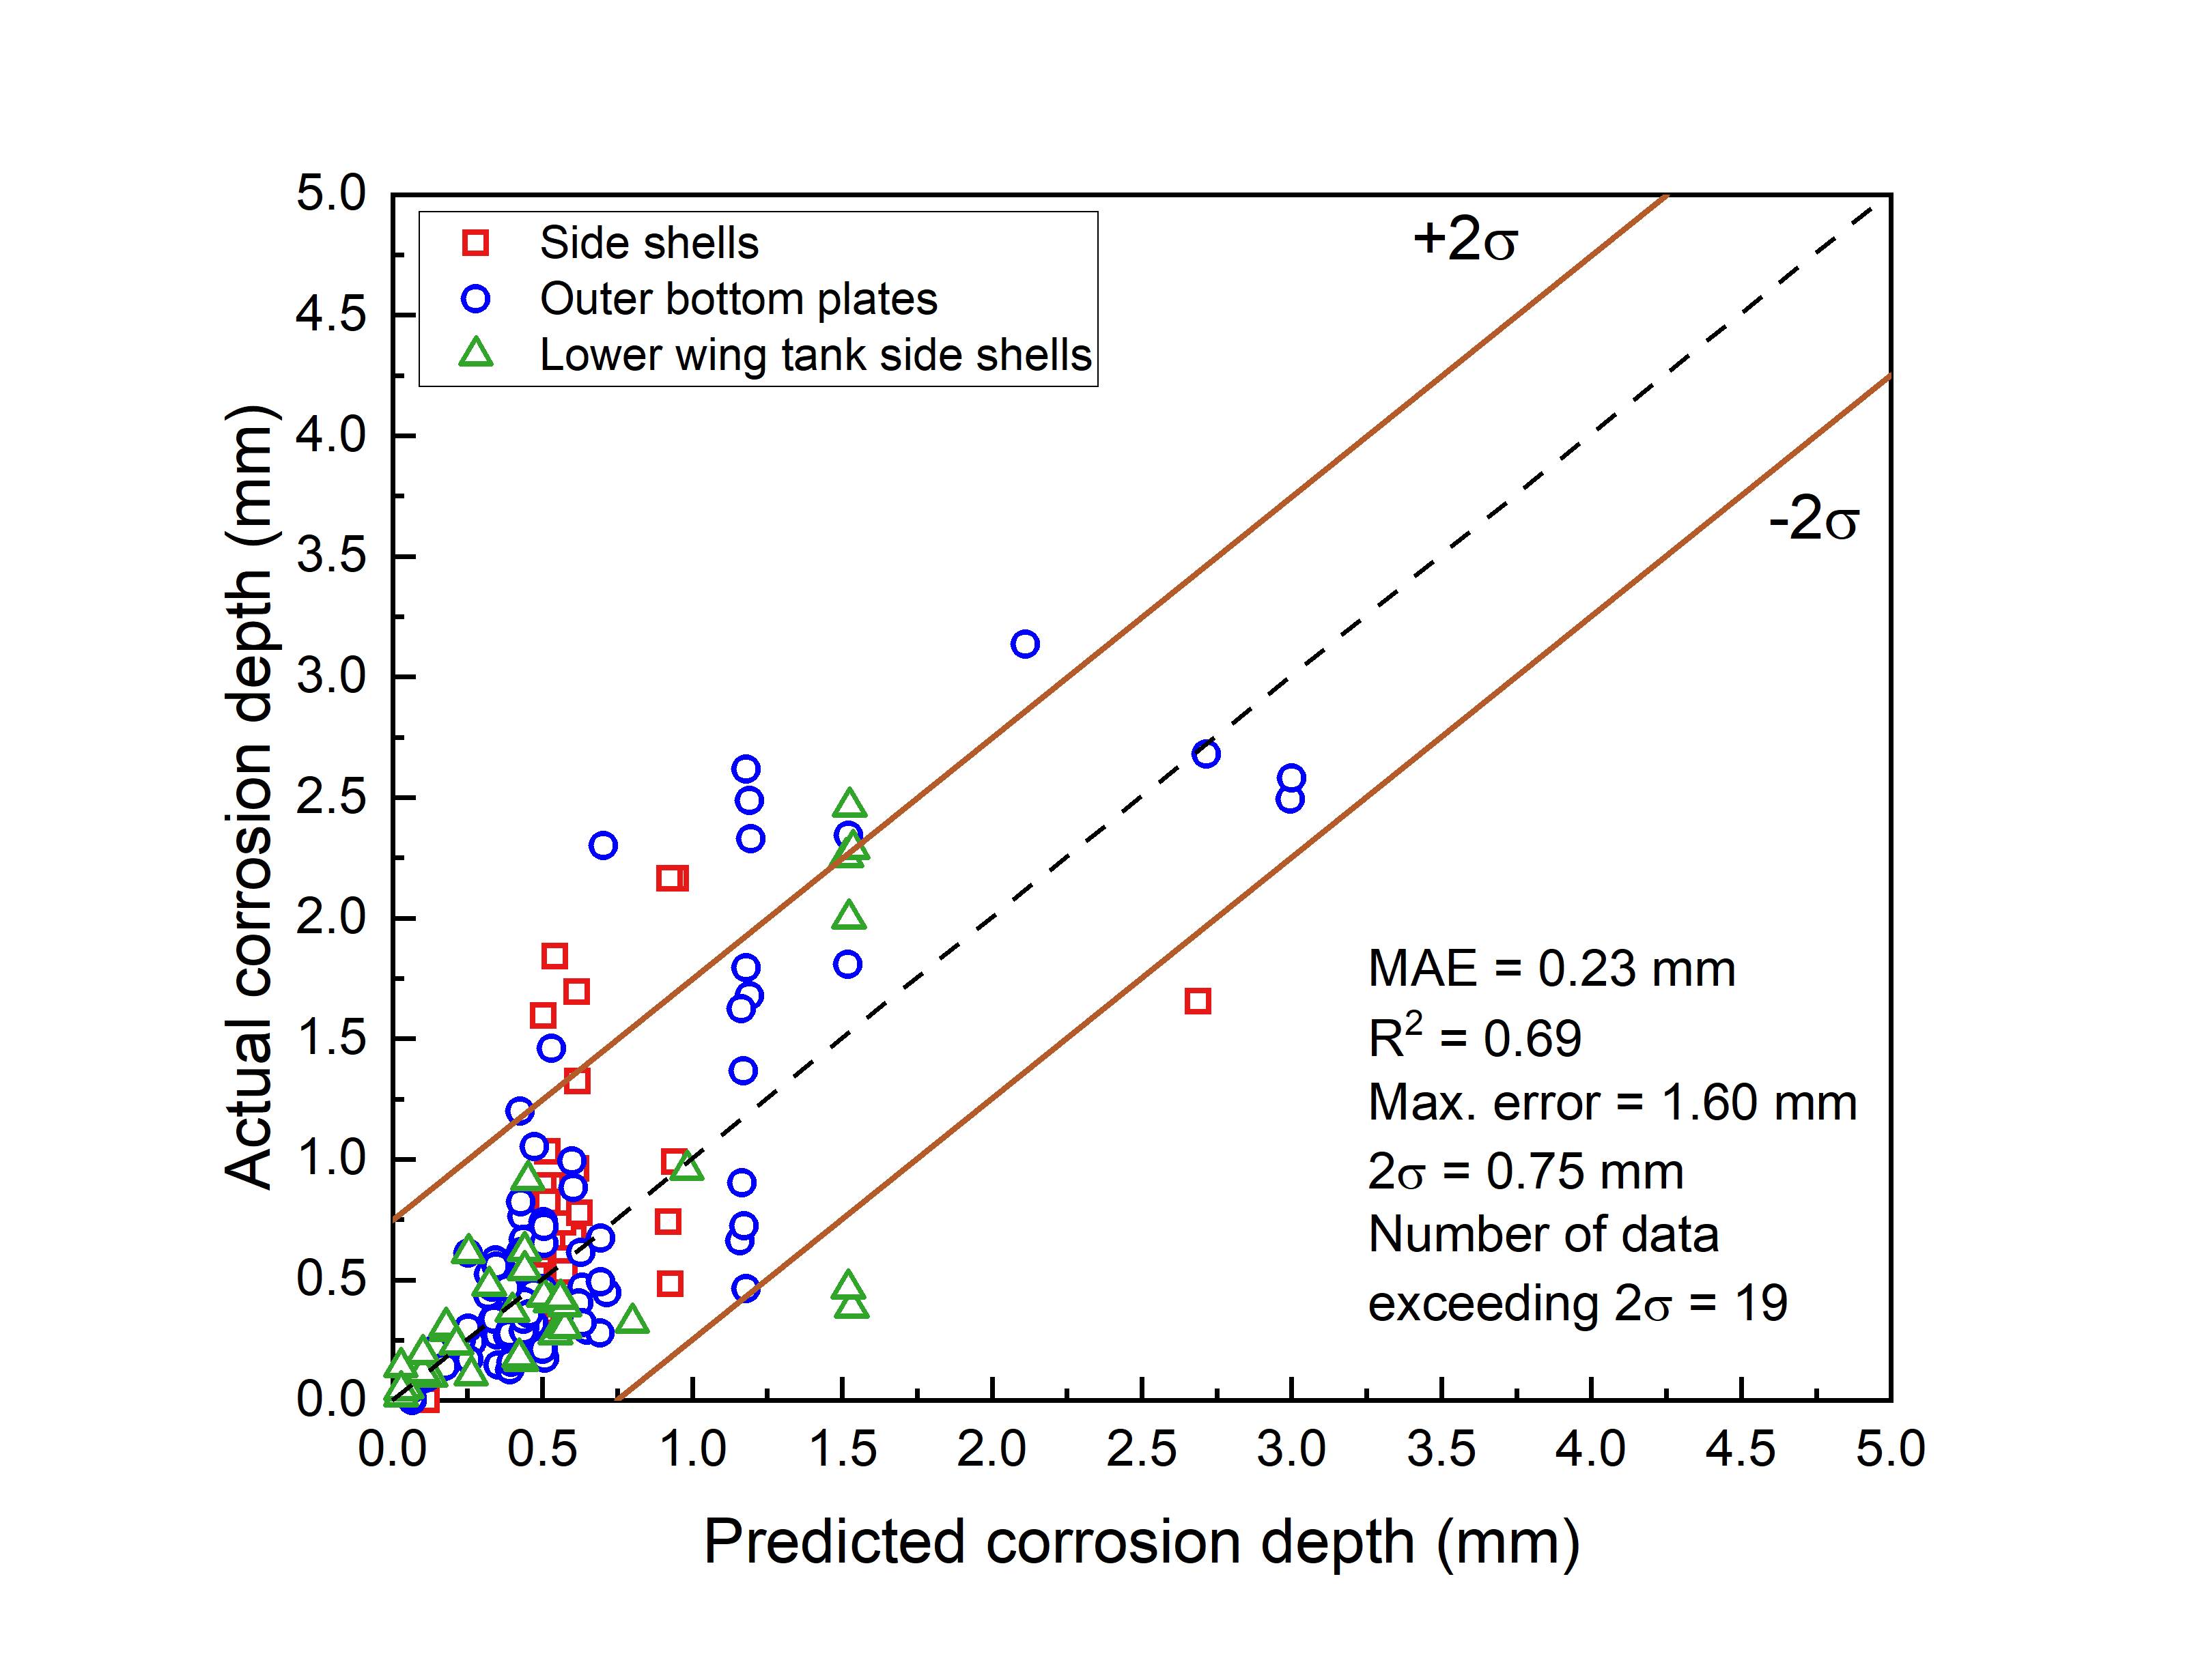 5.0
4.5
4.0
3.5
3.0
2.5
2.0
1.5
1.0
0.5
0.0
Actual corrosion depth (mm)
Side shells
Outer bottom plates
Lower wing tank side shells
+2σ
-2σ
MAE = 0.23 mm
R² = 0.69
Max. error = 1.60 mm
2σ = 0.75 mm
Number of data
exceeding 2σ = 19
0.0 0.5 1.0 1.5 2.0 2.5 3.0 3.5 4.0 4.5 5.0
Predicted corrosion depth (mm)